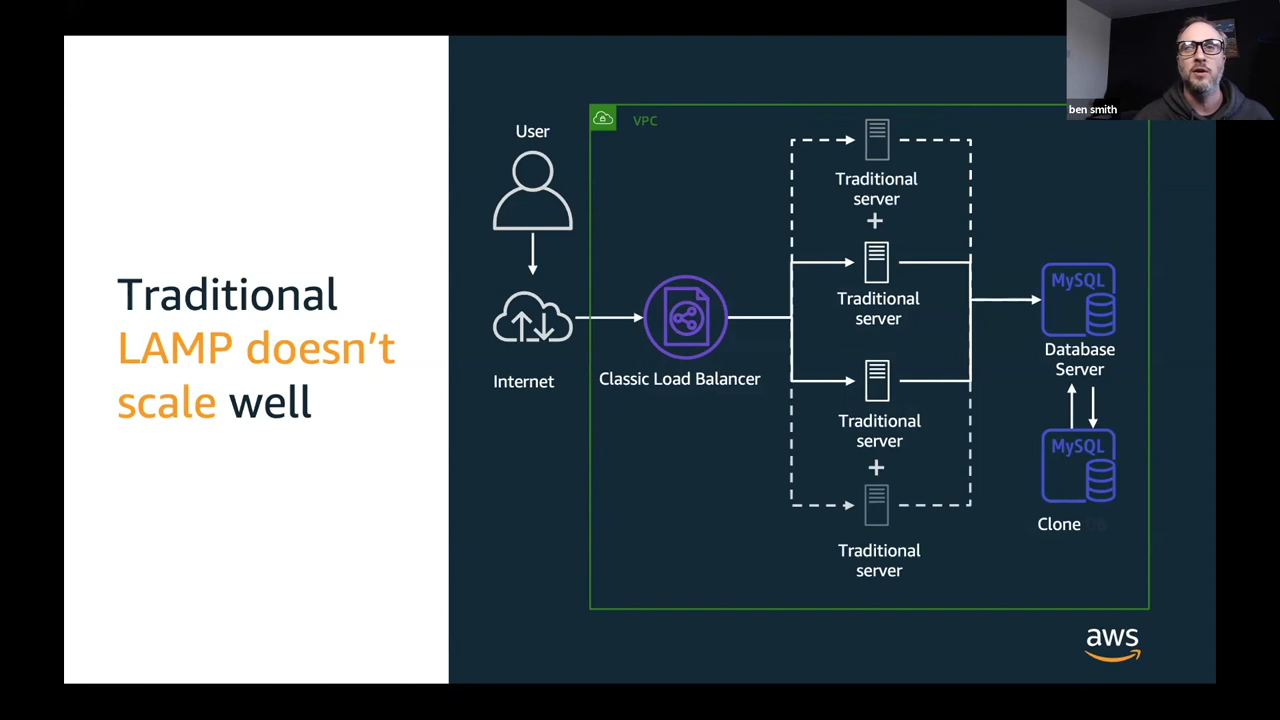 ben smith
Traditional
LAMP doesn't
scale well
User
Internet
VPC
Classic Load Balancer
Traditional
server
+
Traditional
server
Traditional
server
+
Traditional
server
MySQL
Database
Server
MySQL
Clone
aws